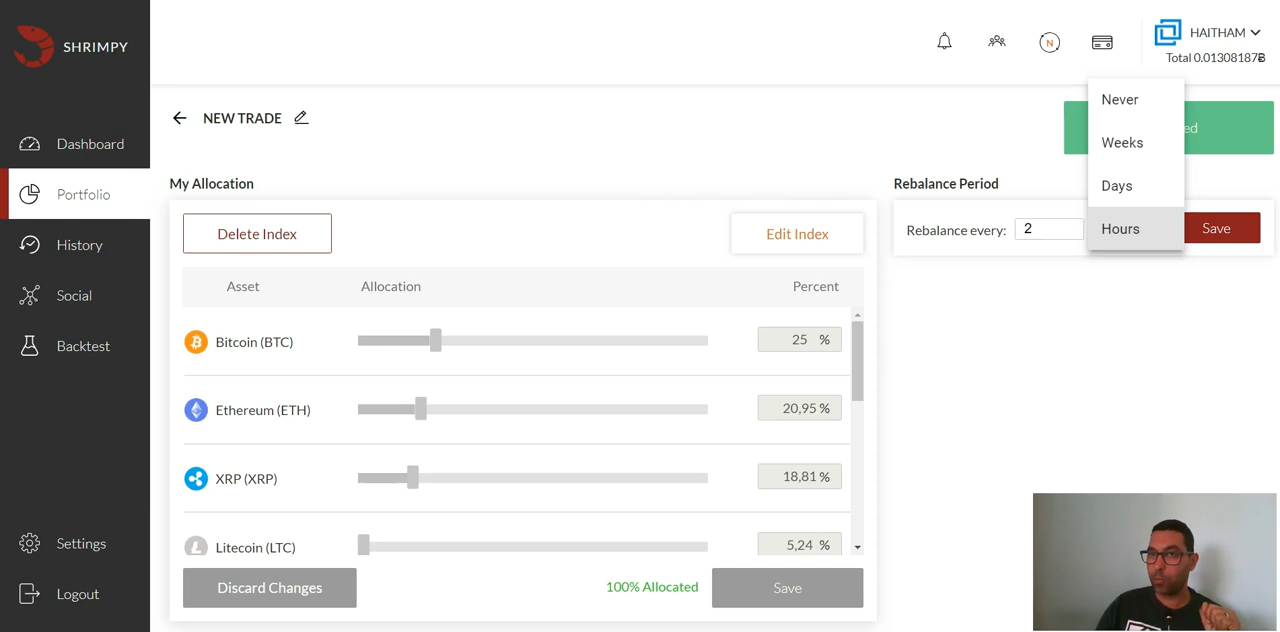 SHRIMPY
Dashboard
Portfolio
History
Social
Backtest
Settings
Logout
N
HAITHAM
Total 0.01308187Ƀ
NEW TRADE
ed
My Allocation
Delete Index
Edit Index
Asset Allocation Percent
Bitcoin (BTC) 25 %
Ethereum (ETH) 20,95 %
XRP (XRP) 18,81 %
Litecoin (LTC) 5,24 %
Discard Changes
100% Allocated
Save
Rebalance Period
Rebalance every: 2
Never
Weeks
Days
Hours
Save